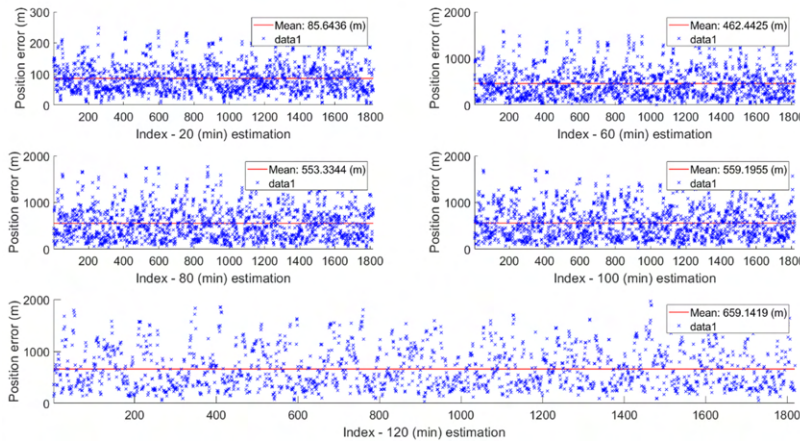 Position error (m)
300
200
100
0
Mean: 85.6436 (m)
data1
200 400 600 800 1000 1200 1400 1600 1800
Index - 20 (min) estimation
Position error (m)
2000
1000
0
Mean: 462.4425 (m)
data1
200 400 600 800 1000 1200 1400 1600 1800
Index - 60 (min) estimation
Position error (m)
2000
1000
0
Mean: 553.3344 (m)
data1
200 400 600 800 1000 1200 1400 1600 1800
Index - 80 (min) estimation
Position error (m)
2000
1000
0
Mean: 559.1955 (m)
data1
200 400 600 800 1000 1200 1400 1600 1800
Index - 100 (min) estimation
Position error (m)
2000
1000
0
Mean: 659.1419 (m)
data1
200 400 600 800 1000 1200 1400 1600 1800
Index - 120 (min) estimation